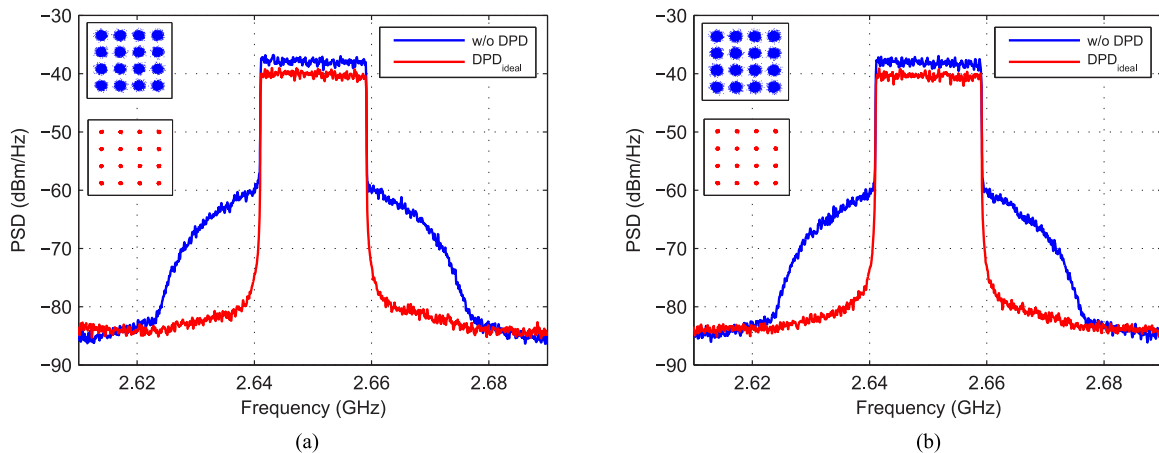 −30
−40
−50
−60
−70
−80
−90
PSD (dBm/Hz)
2.62 2.64 2.66 2.68
Frequency (GHz)
w/o DPD
DPDideal
(a)
−30
−40
−50
−60
−70
−80
−90
PSD (dBm/Hz)
2.62 2.64 2.66 2.68
Frequency (GHz)
w/o DPD
DPDideal
(b)